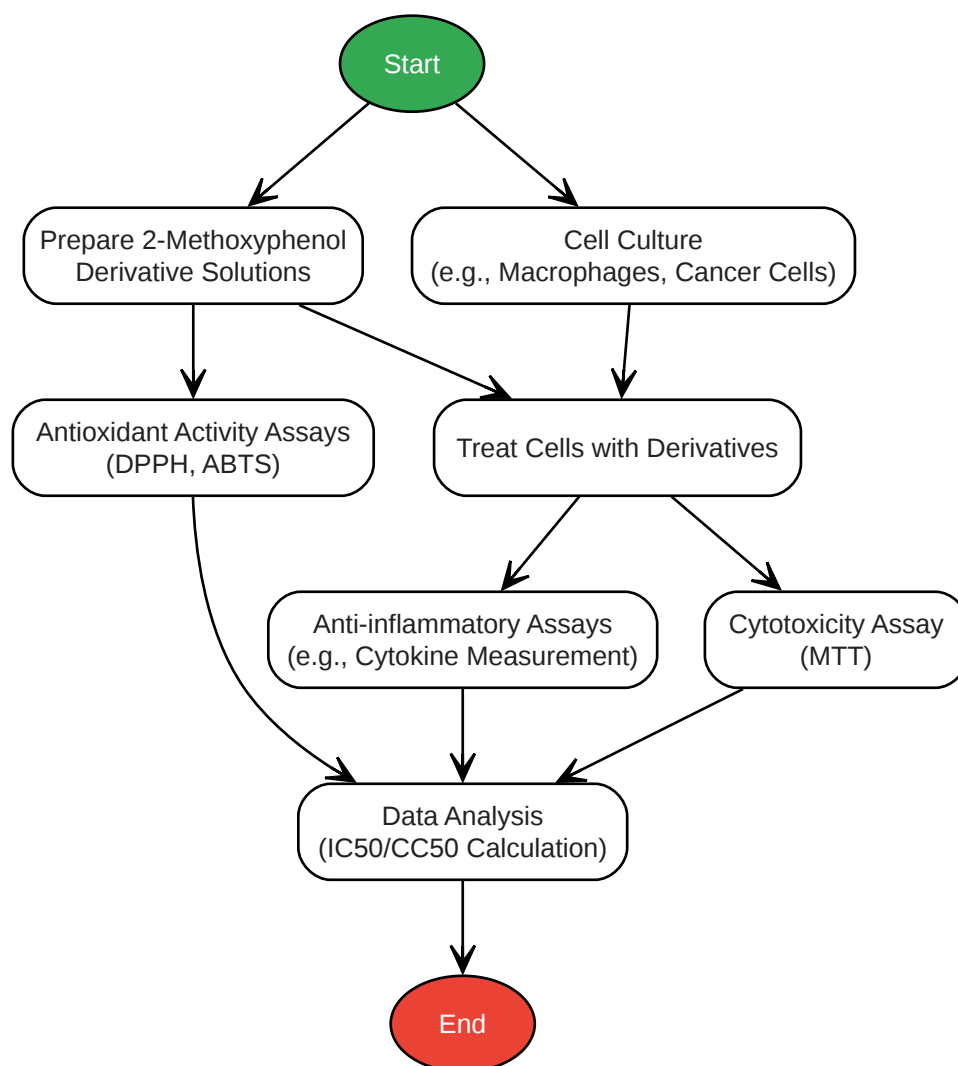 Start
Prepare 2-Methoxyphenol
Derivative Solutions
Cell Culture
(e.g., Macrophages, Cancer Cells)
Antioxidant Activity Assays
(DPPH, ABTS)
Treat Cells with Derivatives
Anti-inflammatory Assays
(e.g., Cytokine Measurement)
Cytotoxicity Assay
(MTT)
Data Analysis
(IC50/CC50 Calculation)
End